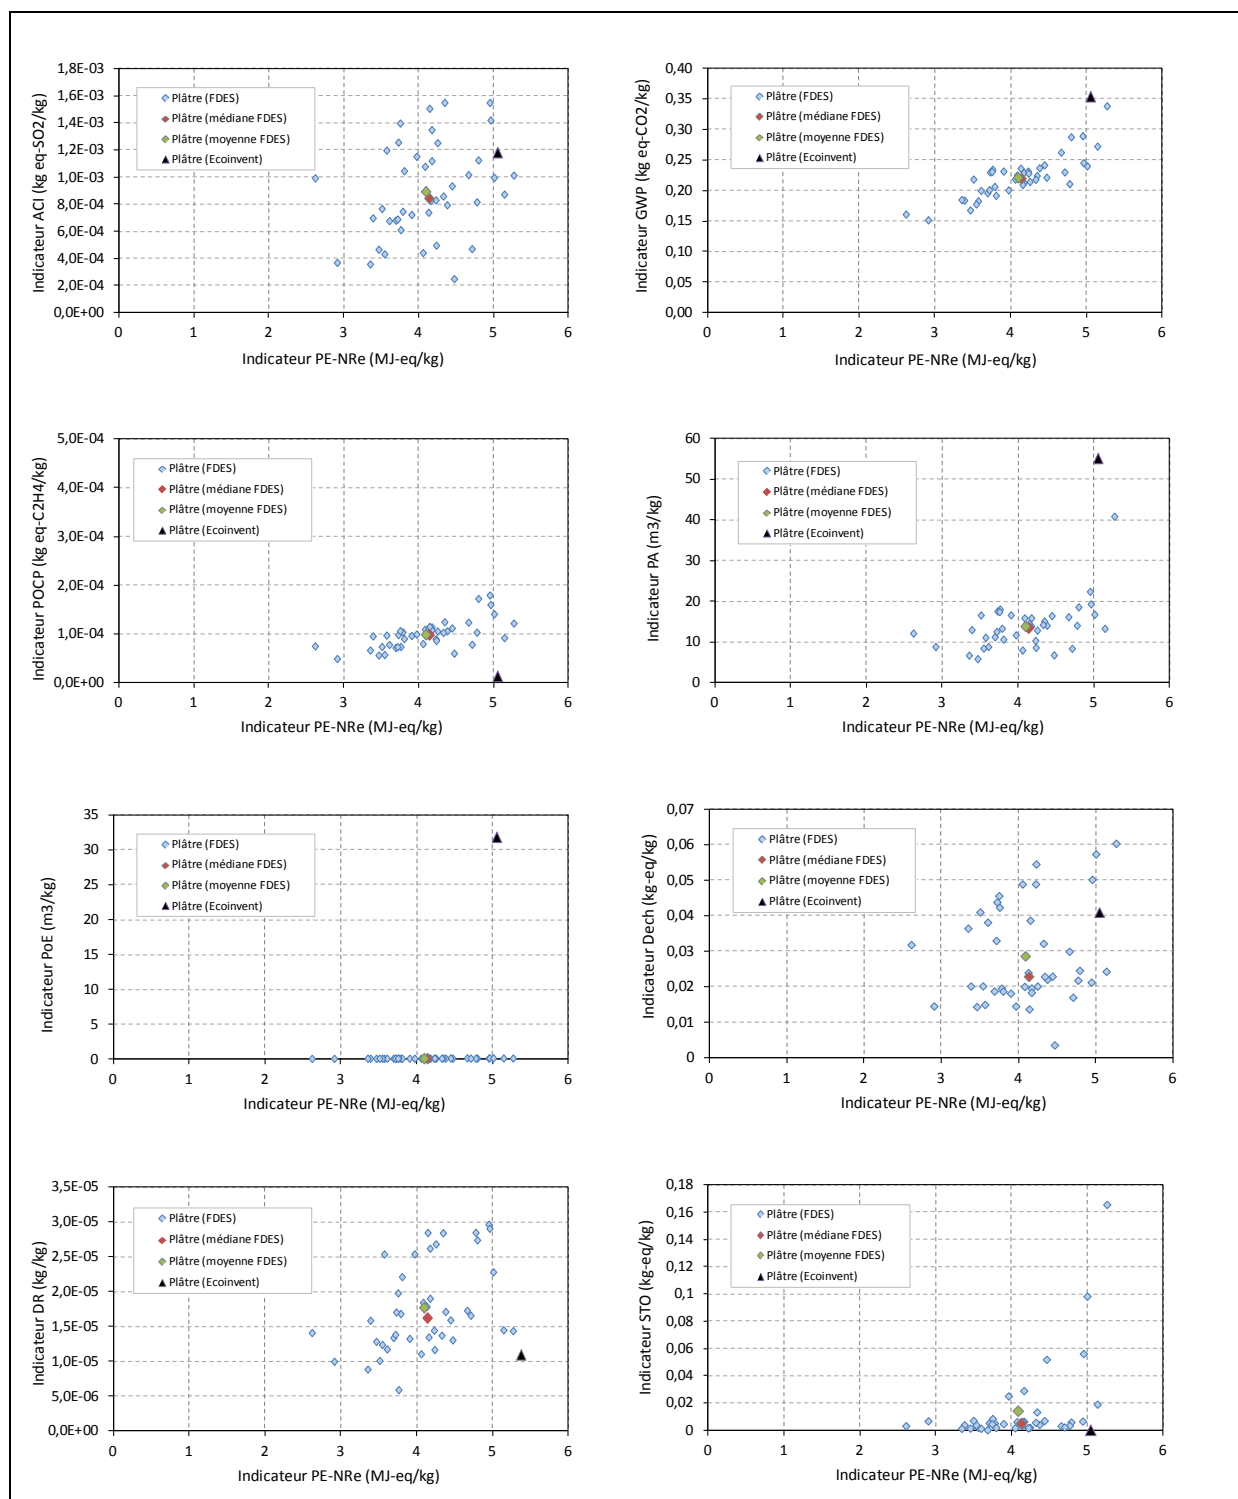 1,8E-03
1,6E-03
1,4E-03
1,2E-03
1,0E-03
8,0E-04
6,0E-04
4,0E-04
2,0E-04
0,0E+00
Indicateur ACI (kg eq-SO2/kg)
Plâtre (FDES)
Plâtre (médiane FDES)
Plâtre (moyenne FDES)
Plâtre (Ecoinvent)
0 1 2 3 4 5 6
Indicateur PE-NRe (MJ-eq/kg)
0,40
0,35
0,30
0,25
0,20
0,15
0,10
0,05
0,00
Indicateur GWP (kg eq-CO2/kg)
Plâtre (FDES)
Plâtre (médiane FDES)
Plâtre (moyenne FDES)
Plâtre (Ecoinvent)
0 1 2 3 4 5 6
Indicateur PE-NRe (MJ-eq/kg)
5,0E-04
4,0E-04
3,0E-04
2,0E-04
1,0E-04
0,0E+00
Indicateur POCP (kg eq-C2H4/kg)
Plâtre (FDES)
Plâtre (médiane FDES)
Plâtre (moyenne FDES)
Plâtre (Ecoinvent)
0 1 2 3 4 5 6
Indicateur PE-NRe (MJ-eq/kg)
60
50
40
30
20
10
0
Indicateur PA (m3/kg)
Plâtre (FDES)
Plâtre (médiane FDES)
Plâtre (moyenne FDES)
Plâtre (Ecoinvent)
0 1 2 3 4 5 6
Indicateur PE-NRe (MJ-eq/kg)
35
30
25
20
15
10
5
0
Indicateur PoE (m3/kg)
Plâtre (FDES)
Plâtre (médiane FDES)
Plâtre (moyenne FDES)
Plâtre (Ecoinvent)
0 1 2 3 4 5 6
Indicateur PE-NRe (MJ-eq/kg)
0,07
0,06
0,05
0,04
0,03
0,02
0,01
0
Indicateur Dech (kg-eq/kg)
Plâtre (FDES)
Plâtre (médiane FDES)
Plâtre (moyenne FDES)
Plâtre (Ecoinvent)
0 1 2 3 4 5 6
Indicateur PE-NRe (MJ-eq/kg)
3,5E-05
3,0E-05
2,5E-05
2,0E-05
1,5E-05
1,0E-05
5,0E-06
0,0E+00
Indicateur DR (kg/kg)
Plâtre (FDES)
Plâtre (médiane FDES)
Plâtre (moyenne FDES)
Plâtre (Ecoinvent)
0 1 2 3 4 5 6
Indicateur PE-NRe (MJ-eq/kg)
0,18
0,16
0,14
0,12
0,1
0,08
0,06
0,04
0,02
0
Indicateur STO (kg-eq/kg)
Plâtre (FDES)
Plâtre (médiane FDES)
Plâtre (moyenne FDES)
Plâtre (Ecoinvent)
0 1 2 3 4 5 6
Indicateur PE-NRe (MJ-eq/kg)